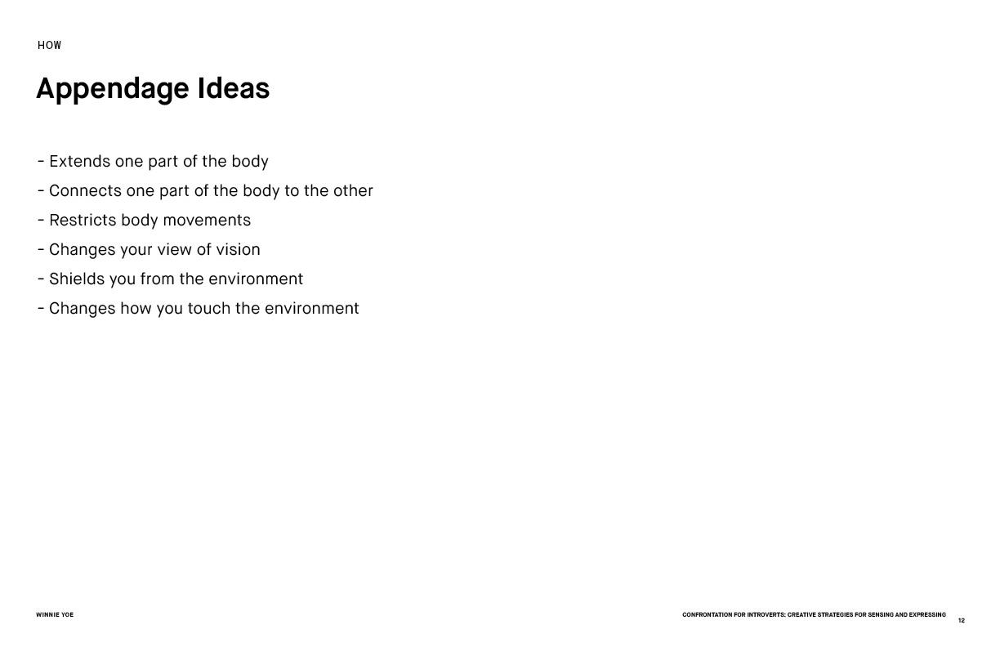 HOW
Appendage Ideas
- Extends one part of the body
- Connects one part of the body to the other
- Restricts body movements
- Changes your view of vision
- Shields you from the environment
- Changes how you touch the environment
WINNIE YOE
CONFRONTATION FOR INTROVERTS: CREATIVE STRATEGIES FOR SENSING AND EXPRESSING
12